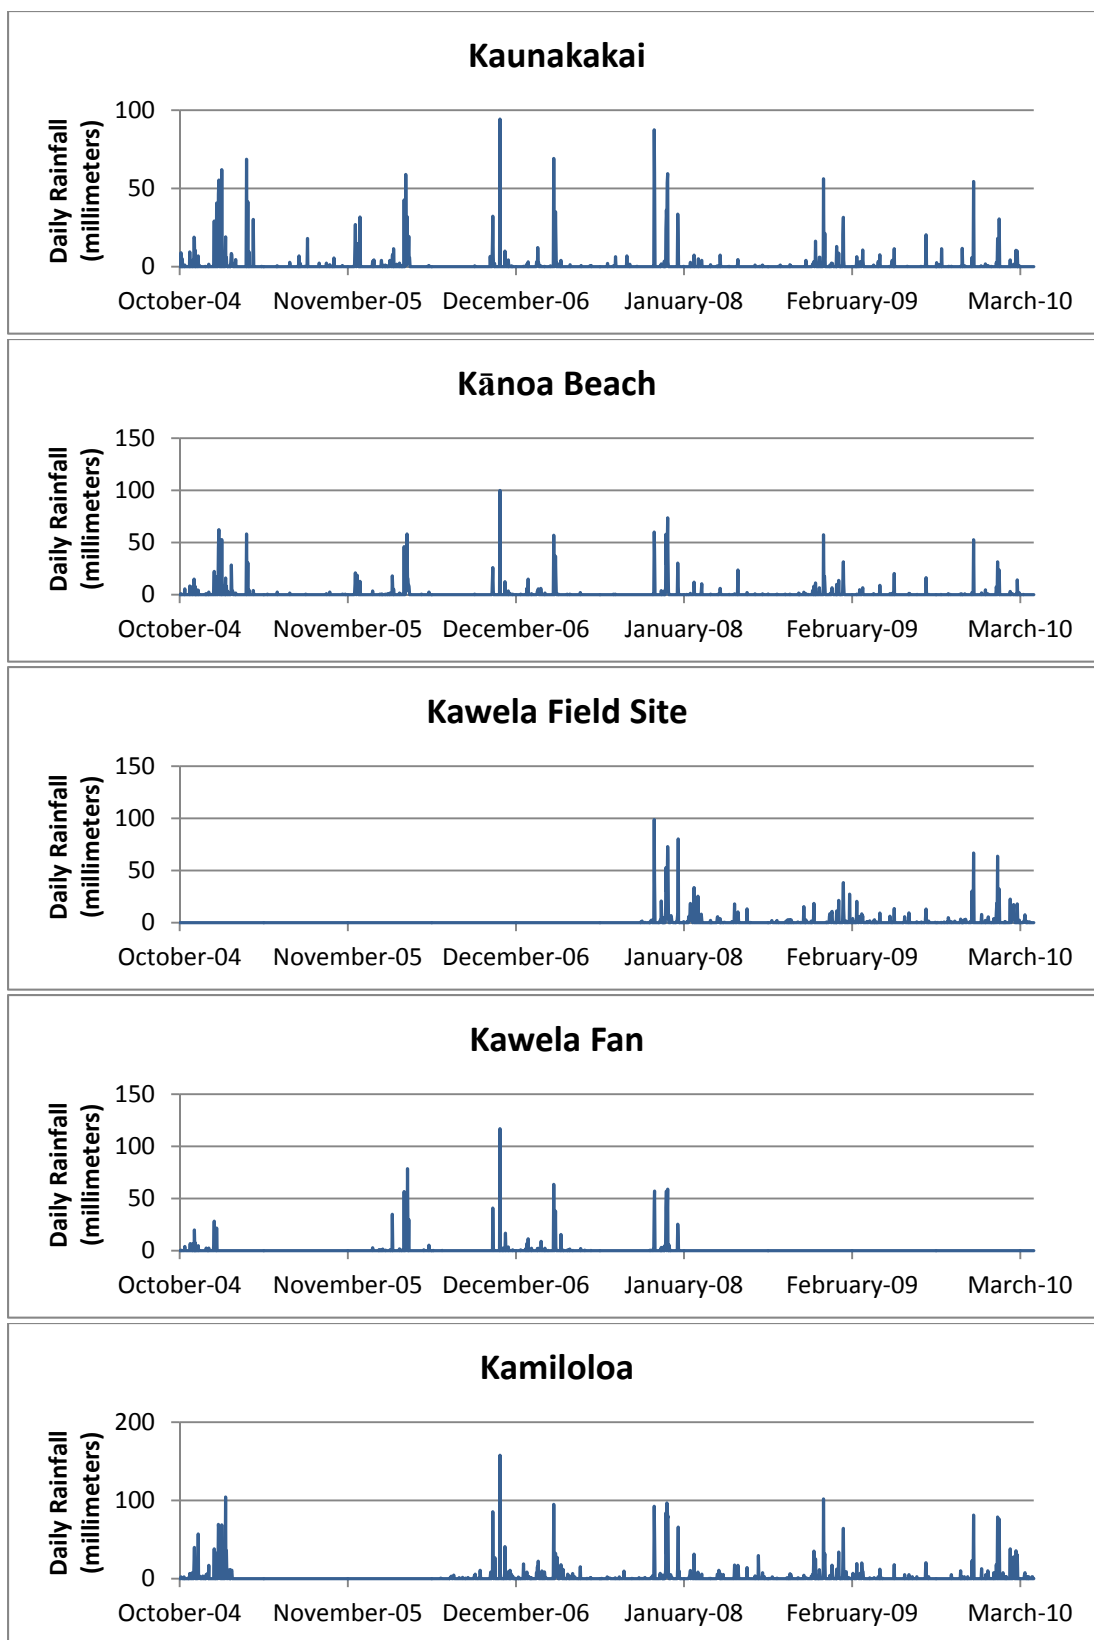 Kaunakakai
Daily Rainfall
(millimeters)
100
50
0
October-04 November-05 December-06 January-08 February-09 March-10
Kānoa Beach
Daily Rainfall
(millimeters)
150
100
50
0
October-04 November-05 December-06 January-08 February-09 March-10
Kawela Field Site
Daily Rainfall
(millimeters)
150
100
50
0
October-04 November-05 December-06 January-08 February-09 March-10
Kawela Fan
Daily Rainfall
(millimeters)
150
100
50
0
October-04 November-05 December-06 January-08 February-09 March-10
Kamiloloa
Daily Rainfall
(millimeters)
200
100
0
October-04 November-05 December-06 January-08 February-09 March-10